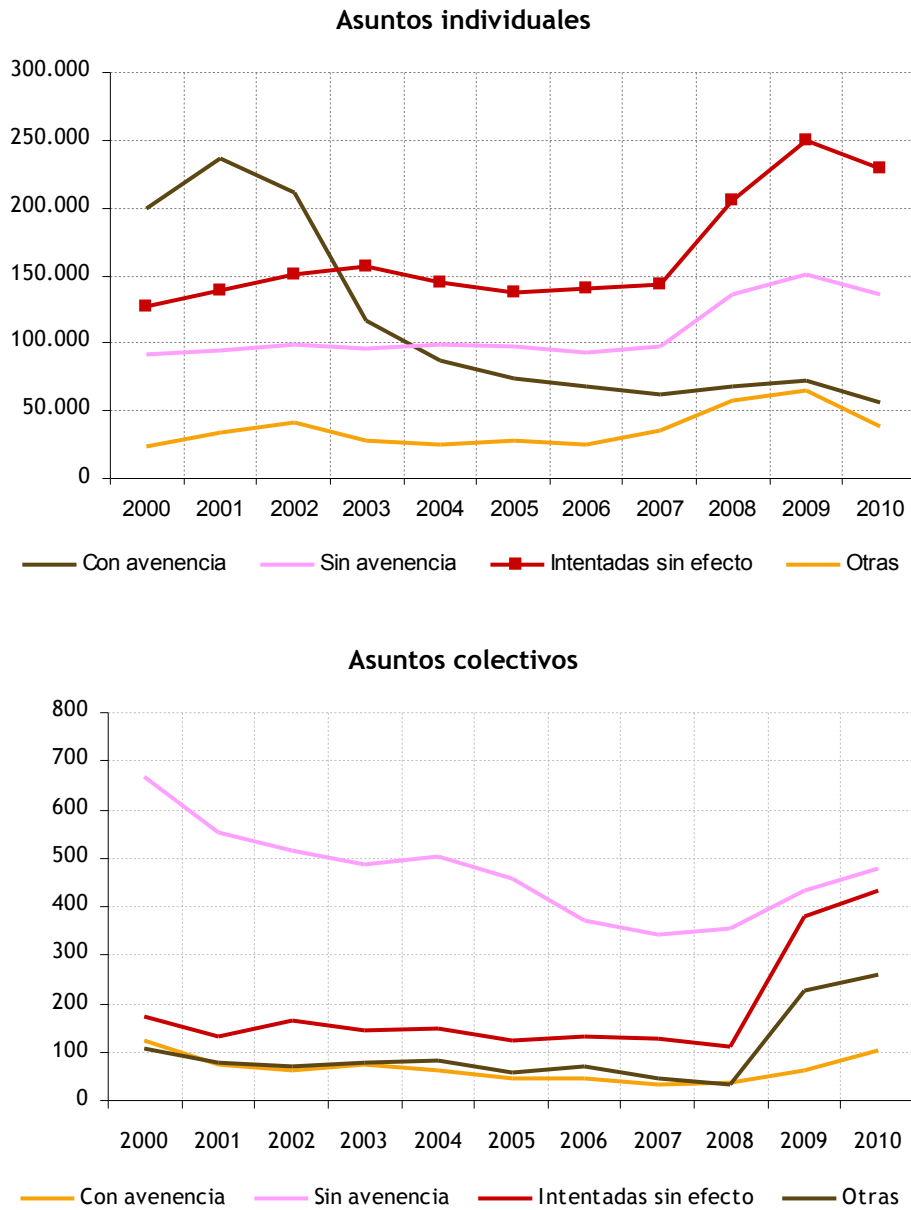 Asuntos individuales
300.000
250.000
200.000
150.000
100.000
50.000
0
2000 2001 2002 2003 2004 2005 2006 2007 2008 2009 2010
Con avenencia Sin avenencia Intentadas sin efecto Otras
Asuntos colectivos
800
700
600
500
400
300
200
100
0
2000 2001 2002 2003 2004 2005 2006 2007 2008 2009 2010
Con avenencia Sin avenencia Intentadas sin efecto Otras